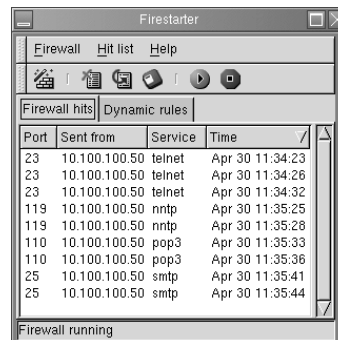 Firestarter
Firewall Hit list Help
Firewall hits Dynamic rules
Port Sent from Service Time
23 10.100.100.50 telnet Apr 30 11:34:23
23 10.100.100.50 telnet Apr 30 11:34:26
23 10.100.100.50 telnet Apr 30 11:34:32
119 10.100.100.50 nntp Apr 30 11:35:25
119 10.100.100.50 nntp Apr 30 11:35:28
110 10.100.100.50 pop3 Apr 30 11:35:33
110 10.100.100.50 pop3 Apr 30 11:35:36
25 10.100.100.50 smtp Apr 30 11:35:41
25 10.100.100.50 smtp Apr 30 11:35:44
Firewall running